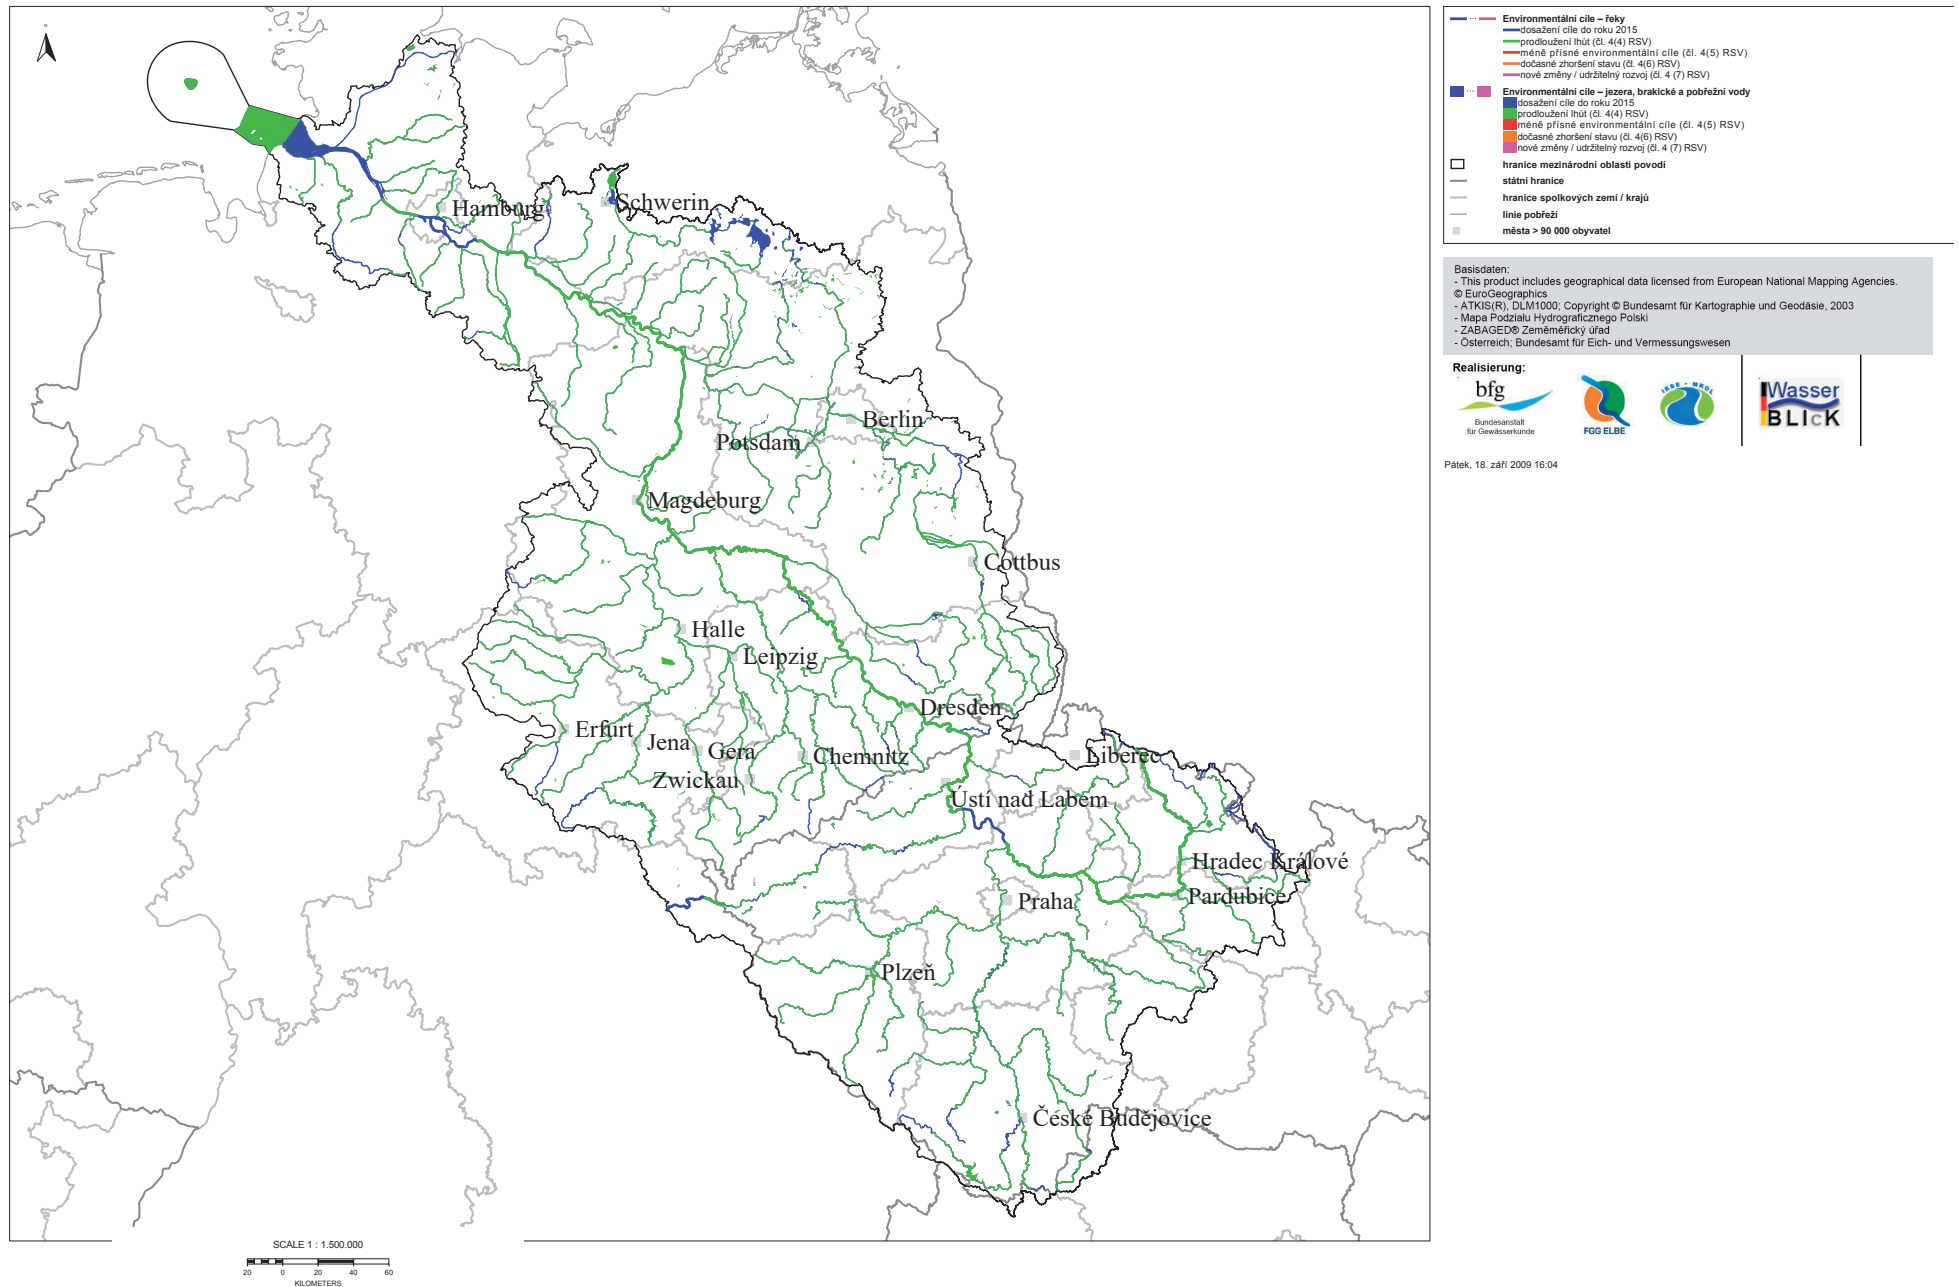 Environmentální cíle – řeky
dosažení cíle do roku 2015
prodloužení lhůt (čl. 4(4) RSV)
méně přísné environmentální cíle (čl. 4(5) RSV)
dočasné zhoršení stavu (čl. 4(6) RSV)
nové změny / udržitelný rozvoj (čl. 4 (7) RSV)
Environmentální cíle – jezera, brakické a pobřežní vody
dosažení cíle do roku 2015
prodloužení lhůt (čl. 4(4) RSV)
méně přísné environmentální cíle (čl. 4(5) RSV)
dočasné zhoršení stavu (čl. 4(6) RSV)
nové změny / udržitelný rozvoj (čl. 4 (7) RSV)
hranice mezinárodní oblasti povodí
státní hranice
hranice spolkových zemí / krajů
linie pobřeží
města > 90 000 obyvatel
Basisdaten:
- This product includes geographical data licensed from European National Mapping Agencies.
© EuroGeographics
- ATKIS(R), DLM1000; Copyright © Bundesamt für Kartographie und Geodäsie, 2003
- Mapa Podziału Hydrograficznego Polski
- ZABAGED® Zeměměřický úřad
- Österreich; Bundesamt für Eich- und Vermessungswesen
Realisierung:
bfg
Bundesanstalt
für Gewässerkunde
FGG ELBE
IKSE - MKOL
Wasser
BLIcK
Pátek, 18. září 2009 16:04
Schwerin
Hamburg
Berlin
Potsdam
Magdeburg
Cottbus
Halle
Leipzig
Dresden
Erfurt
Jena
Gera
Chemnitz
Liberec
Zwickau
Ústí nad Labem
Hradec Králové
Praha
Pardubice
Plzeň
České Budějovice
SCALE 1 : 1.500.000
20 0 20 40 60
KILOMETERS